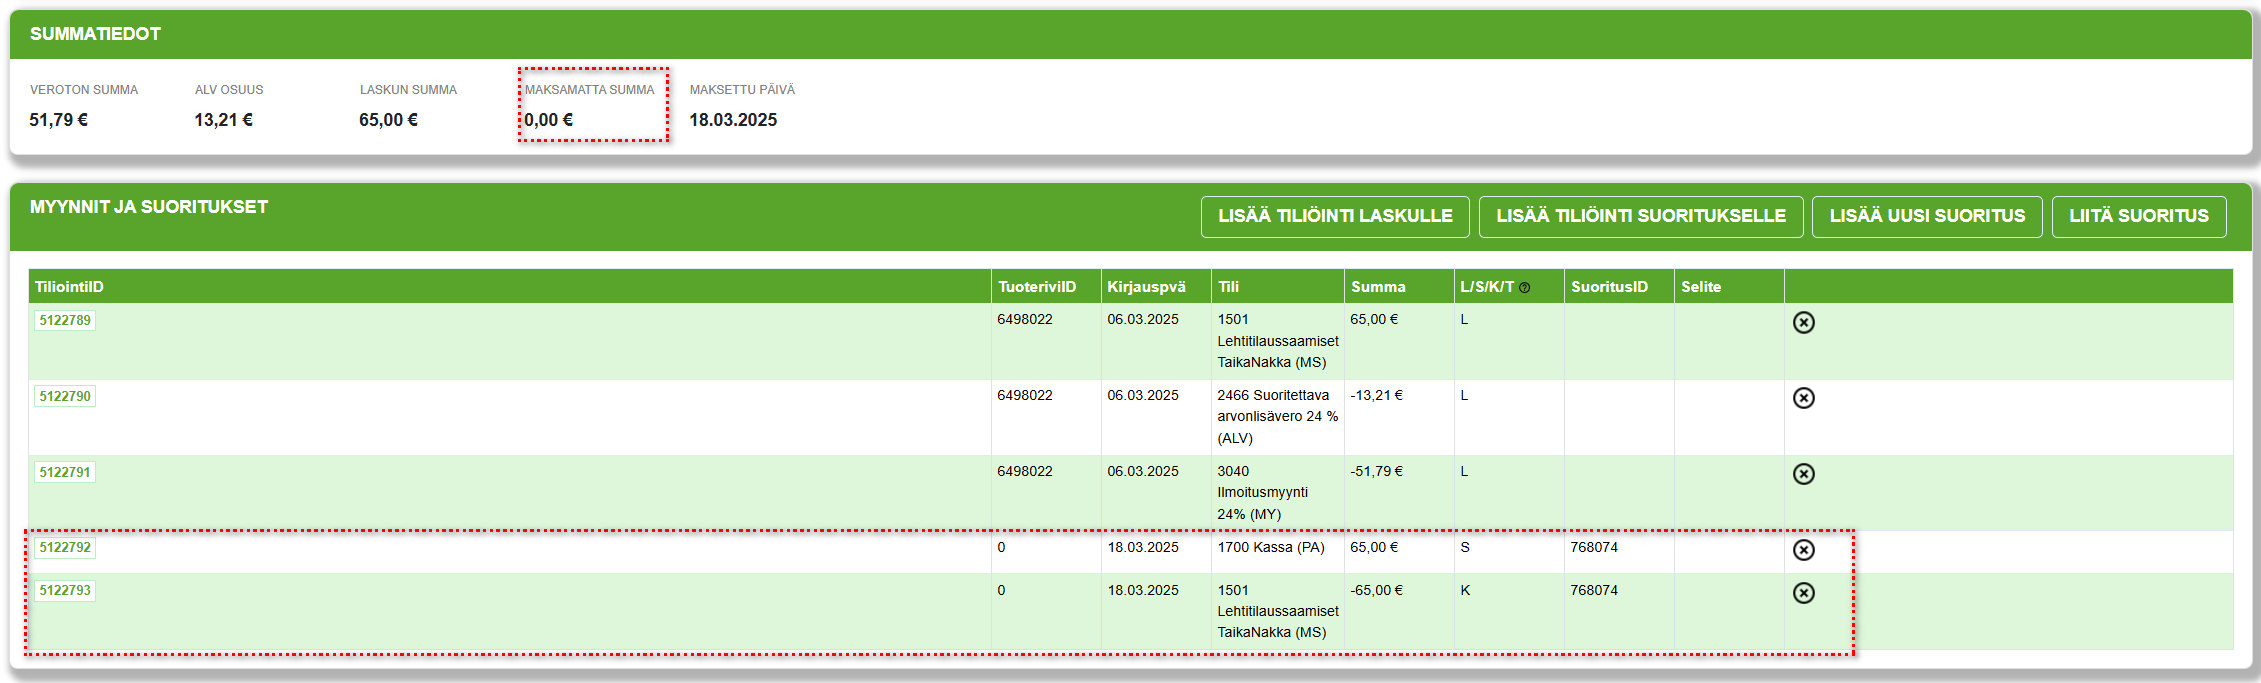 SUMMATIEDOT
VEROTON SUMMA ALV OSUUS LASKUN SUMMA MAKSAMATTA SUMMA MAKSETTU PÄIVÄ
51,79 € 13,21 € 65,00 € 0,00 € 18.03.2025
MYYNNIT JA SUORITUKSET LISÄÄ TILIÖINTI LASKULLE LISÄÄ TILIÖINTI SUORITUKSELLE LISÄÄ UUSI SUORITUS LIITÄ SUORITUS
TiliointiID TuoteriviID Kirjauspvä Tili Summa L/S/K/T SuoritusID Selite
5122789 6498022 06.03.2025 1501 65,00 € L
Lehtitilaussaamiset
TaikaNakka (MS)
5122790 6498022 06.03.2025 2466 Suoritettava -13,21 € L
arvonlisävero 24 %
(ALV)
5122791 6498022 06.03.2025 3040 -51,79 € L
Ilmoitusmyynti
24% (MY)
5122792 0 18.03.2025 1700 Kassa (PA) 65,00 € S 768074
5122793 0 18.03.2025 1501 -65,00 € K 768074
Lehtitilaussaamiset
TaikaNakka (MS)